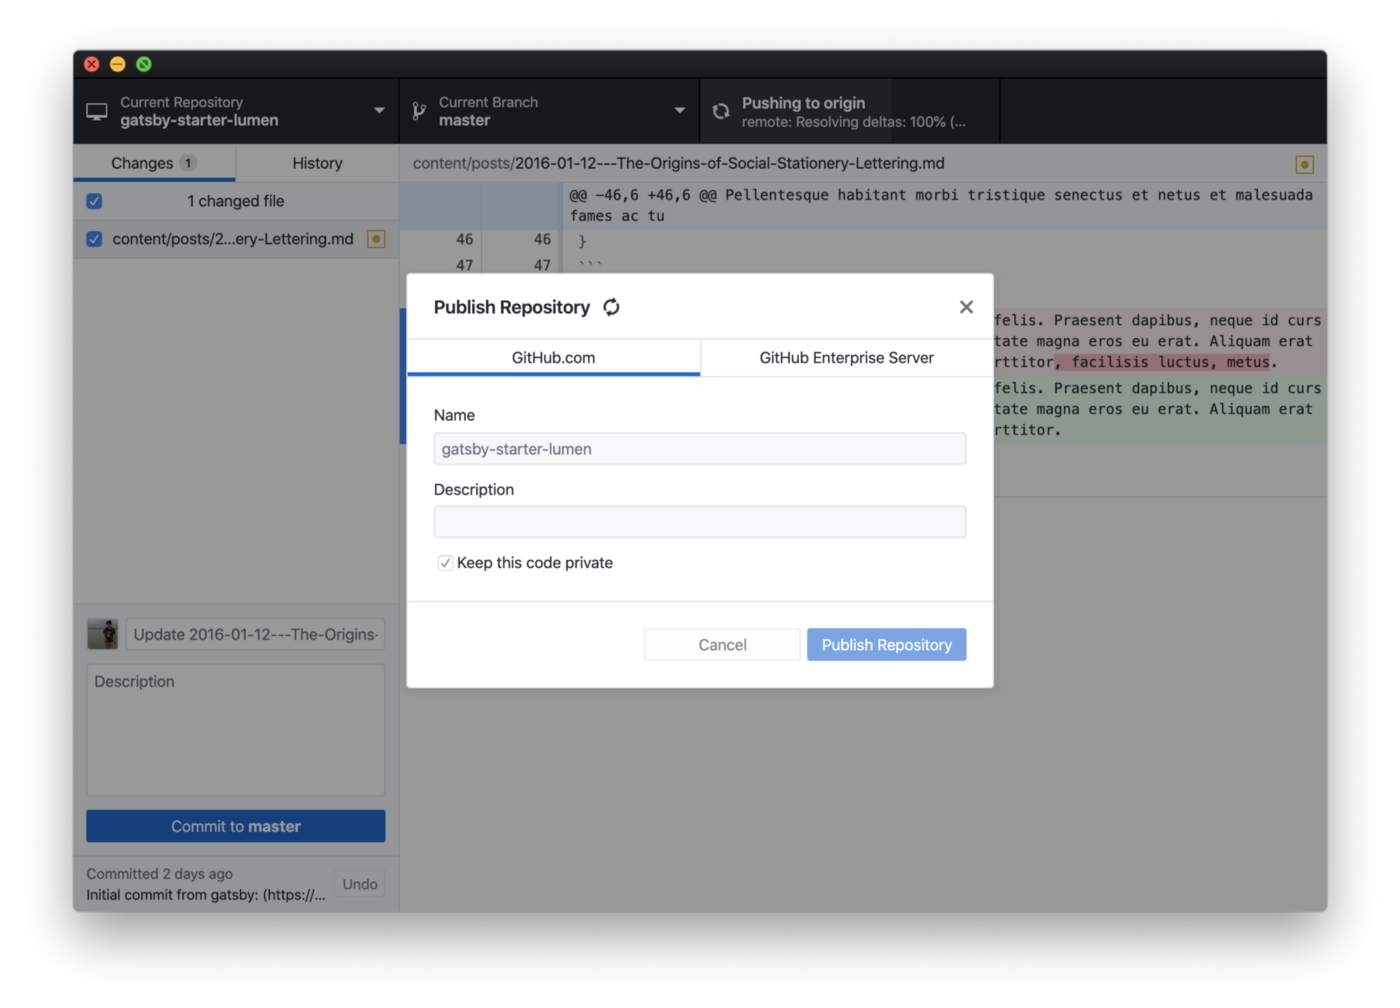 Current Repository
gatsby-starter-lumen
Current Branch
master
Pushing to origin
remote: Resolving deltas: 100% (...
Changes 1
History
content/posts/2016-01-12---The-Origins-of-Social-Stationery-Lettering.md
1 changed file
content/posts/2...ery-Lettering.md
@@ -46,6 +46,6 @@ Pellentesque habitant morbi tristique senectus et netus et malesuada
fames ac tu
46 46 }
47 47 ```
felis. Praesent dapibus, neque id curs
tate magna eros eu erat. Aliquam erat
rttitor, facilisis luctus, metus.
felis. Praesent dapibus, neque id curs
tate magna eros eu erat. Aliquam erat
rttitor.
Publish Repository
GitHub.com
GitHub Enterprise Server
Name
gatsby-starter-lumen
Description
Keep this code private
Cancel
Publish Repository
Update 2016-01-12---The-Origins-
Description
Commit to master
Committed 2 days ago
Initial commit from gatsby: (https://...
Undo